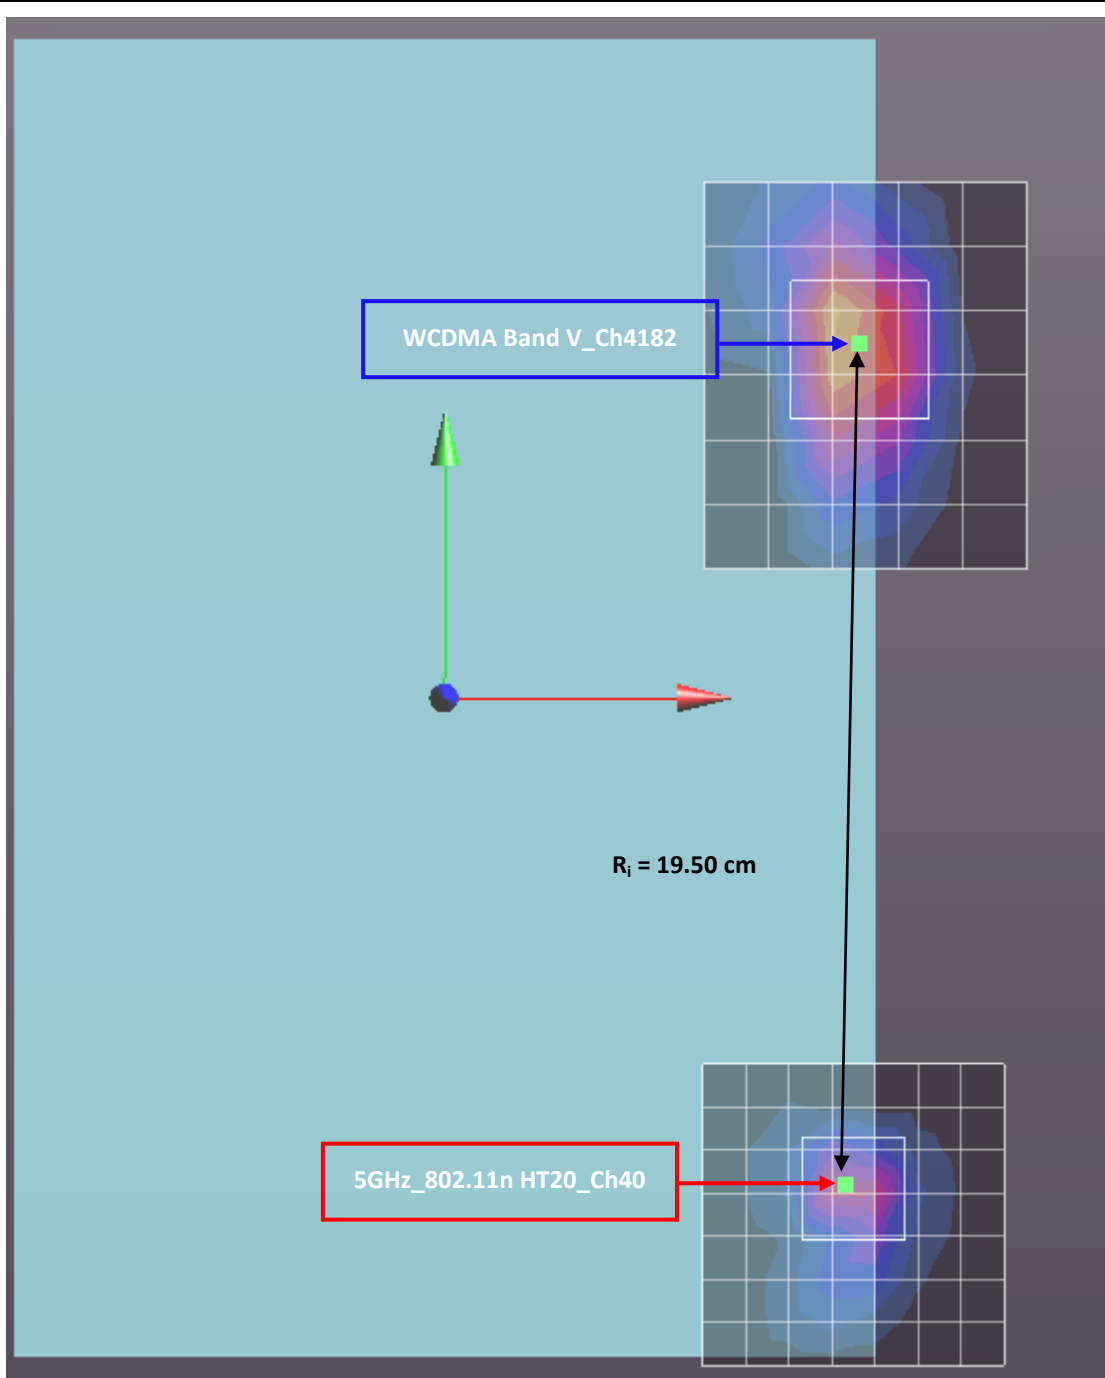 WCDMA Band V_Ch4182
Rᵢ = 19.50 cm
5GHz_802.11n HT20_Ch40